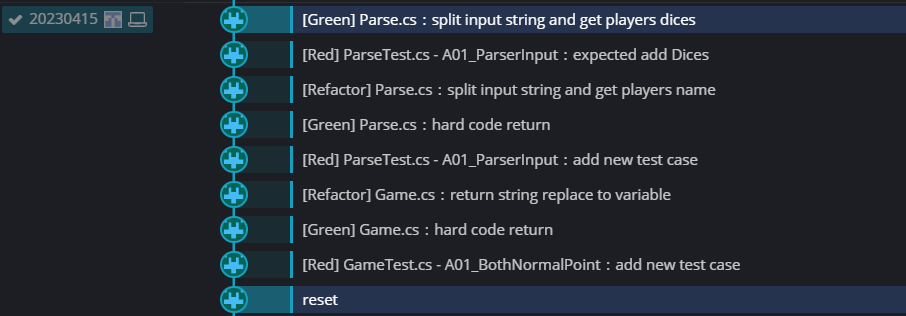 20230415
[Green] Parse.cs : split input string and get players dices
[Red] ParseTest.cs - A01_ParserInput : expected add Dices
[Refactor] Parse.cs : split input string and get players name
[Green] Parse.cs : hard code return
[Red] ParseTest.cs - A01_ParserInput : add new test case
[Refactor] Game.cs : return string replace to variable
[Green] Game.cs : hard code return
[Red] GameTest.cs - A01_BothNormalPoint : add new test case
reset